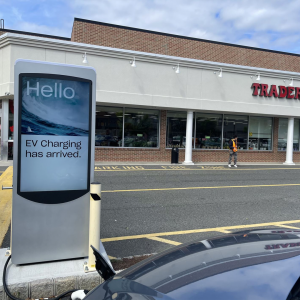 Hello.
EV Charging
has arrived.
TRADER